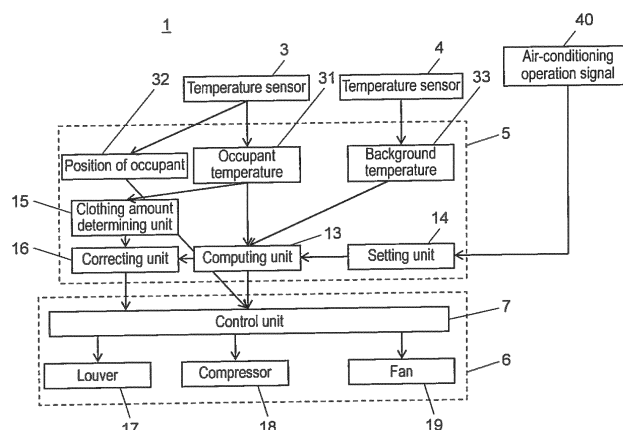 1
40
3
4
Air-conditioning
operation signal
32
31
33
Temperature sensor
Temperature sensor
5
Position of occupant
Occupant
temperature
Background
temperature
15
Clothing amount
determining unit
13
14
16
Correcting unit
Computing unit
Setting unit
Control unit
7
6
Louver
Compressor
Fan
17
18
19